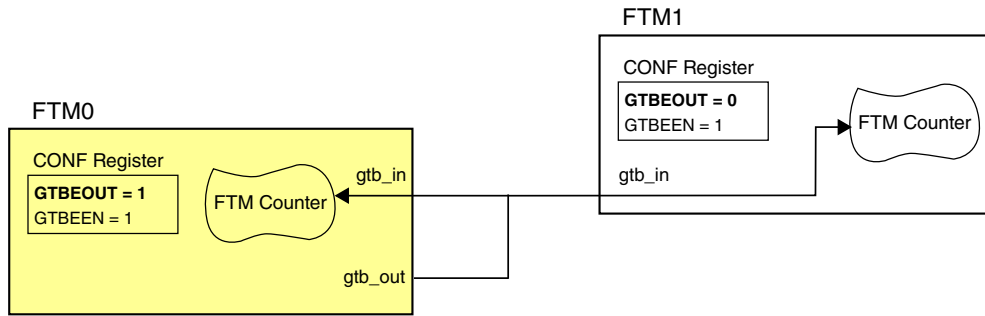 FTM1
CONF Register
GTBEOUT = 0
GTBEEN = 1
FTM Counter
gtb_in
FTM0
CONF Register
GTBEOUT = 1
GTBEEN = 1
FTM Counter
gtb_in
gtb_out